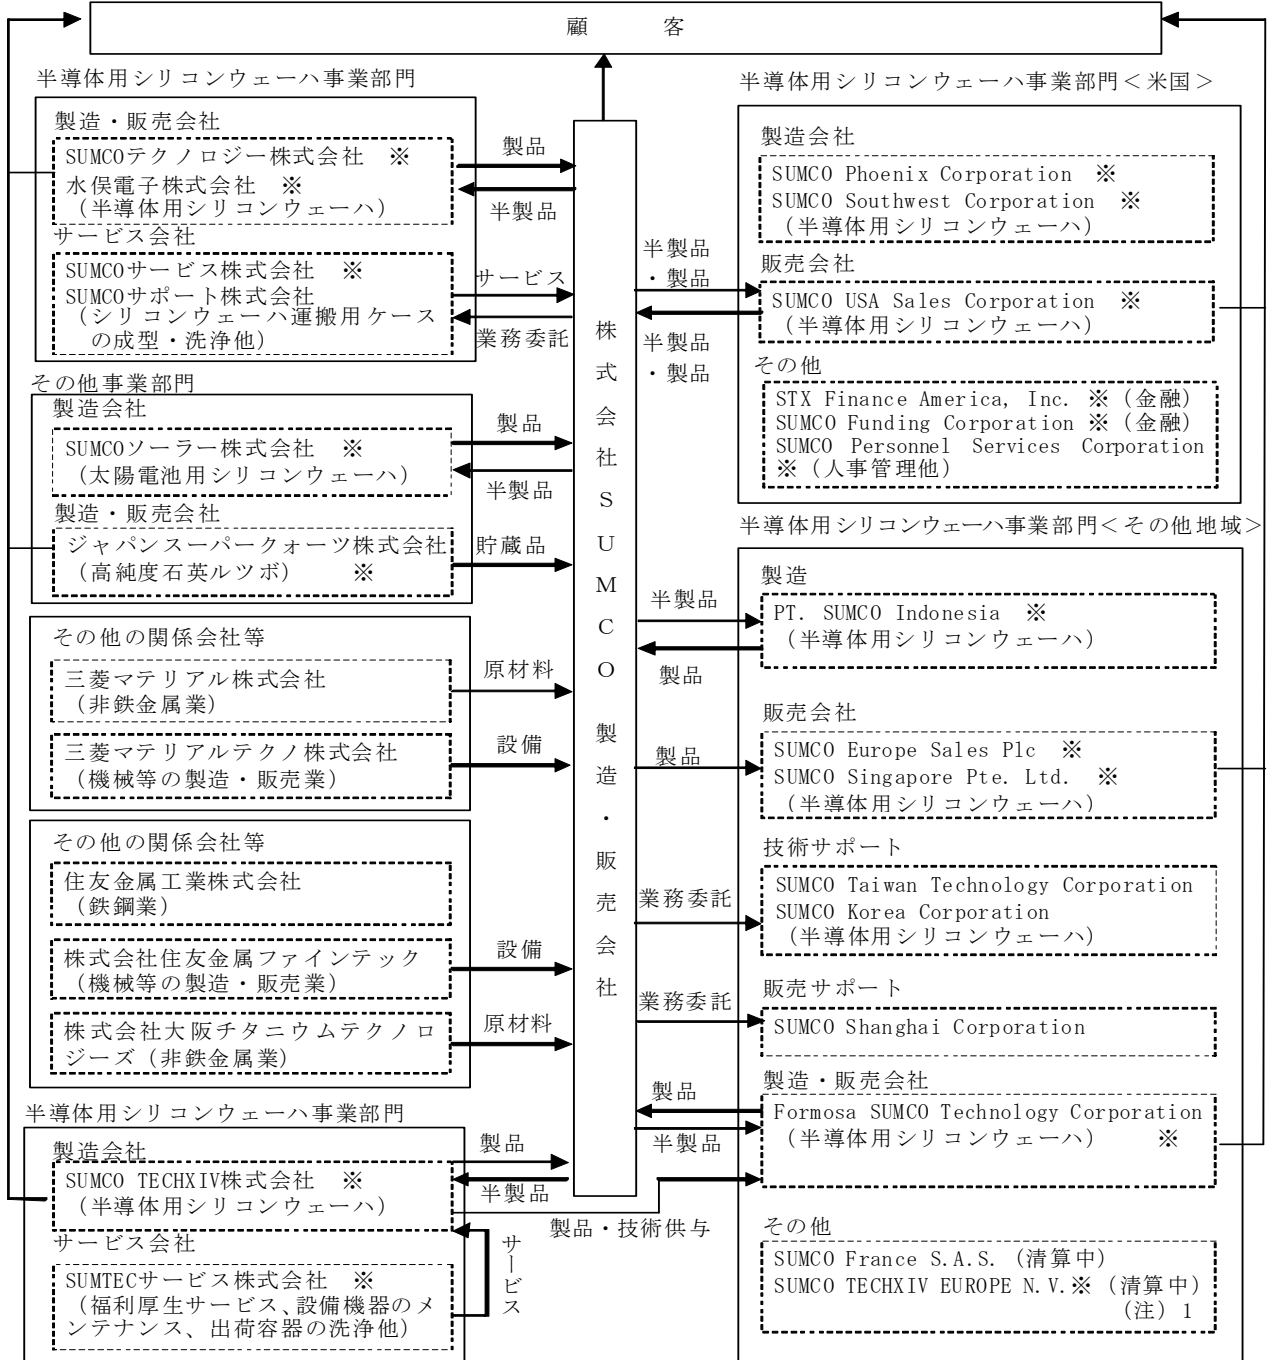 顧客
半導体用シリコンウェーハ事業部門
製造・販売会社
SUMCOテクノロジー株式会社 ※
水俣電子株式会社 ※
（半導体用シリコンウェーハ）
製品
半製品
サービス会社
SUMCOサービス株式会社 ※
SUMCOサポート株式会社
（シリコンウェーハ運搬用ケース
の成型・洗浄他）
サービス
業務委託
その他事業部門
製造会社
SUMCOソーラー株式会社 ※
（太陽電池用シリコンウェーハ）
製品
半製品
製造・販売会社
ジャパンスーパークォーツ株式会社
（高純度石英ルツボ） ※
貯蔵品
その他の関係会社等
三菱マテリアル株式会社
（非鉄金属業）
原材料
三菱マテリアルテクノ株式会社
（機械等の製造・販売業）
設備
その他の関係会社等
住友金属工業株式会社
（鉄鋼業）
株式会社住友金属ファインテック
（機械等の製造・販売業）
設備
株式会社大阪チタニウムテクノロ
ジーズ（非鉄金属業）
原材料
半導体用シリコンウェーハ事業部門
製造会社
SUMCO TECHXIV株式会社 ※
（半導体用シリコンウェーハ）
製品
半製品
サービス会社
SUMTECサービス株式会社 ※
（福利厚生サービス、設備機器のメ
ンテナンス、出荷容器の洗浄他）
サービス
株式会社SUMCO 製造・販売会社
製品・技術供与
半導体用シリコンウェーハ事業部門＜米国＞
製造会社
SUMCO Phoenix Corporation ※
SUMCO Southwest Corporation ※
（半導体用シリコンウェーハ）
半製品
・製品
販売会社
SUMCO USA Sales Corporation ※
（半導体用シリコンウェーハ）
半製品
・製品
その他
STX Finance America, Inc. ※（金融）
SUMCO Funding Corporation ※（金融）
SUMCO Personnel Services Corporation
※（人事管理他）
半導体用シリコンウェーハ事業部門＜その他地域＞
製造
PT. SUMCO Indonesia ※
（半導体用シリコンウェーハ）
半製品
製品
販売会社
SUMCO Europe Sales Plc ※
SUMCO Singapore Pte. Ltd. ※
（半導体用シリコンウェーハ）
製品
技術サポート
SUMCO Taiwan Technology Corporation
SUMCO Korea Corporation
（半導体用シリコンウェーハ）
業務委託
販売サポート
SUMCO Shanghai Corporation
業務委託
製造・販売会社
Formosa SUMCO Technology Corporation
（半導体用シリコンウェーハ） ※
製品
半製品
その他
SUMCO France S.A.S.（清算中）
SUMCO TECHXIV EUROPE N.V.※（清算中）
（注）1